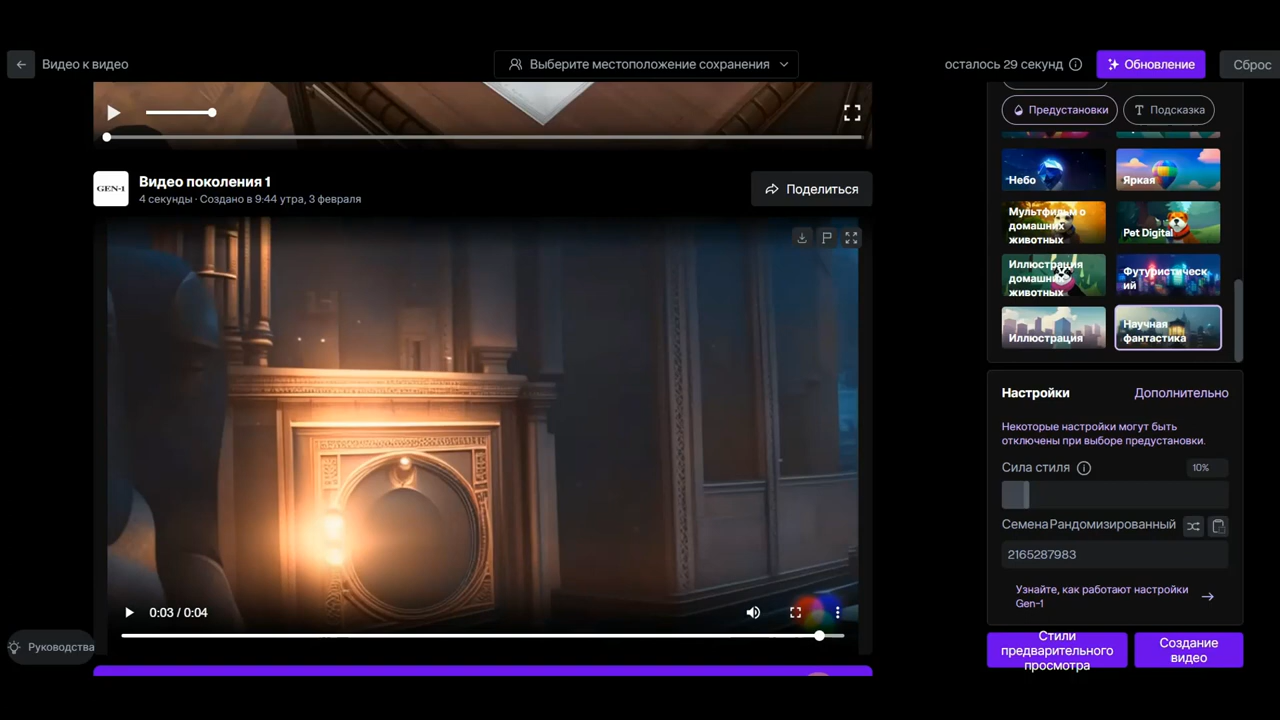 Видео к видео
Выберите местоположение сохранения
осталось 29 секунд
Обновление
Сброс
Предустановки
Подсказка
GEN-1
Видео поколения 1
4 секунды · Создано в 9:44 утра, 3 февраля
Поделиться
Небо
Яркая
Мультфильм о
домашних
животных
Pet Digital
Иллюстрация
домашних
животных
Футуристическ
ий
Иллюстрация
Научная
фантастика
Настройки
Дополнительно
Некоторые настройки могут быть
отключены при выборе предустановки.
Сила стиля
10%
СеменаРандомизированный
2165287983
Узнайте, как работают настройки
Gen-1
0:03 / 0:04
Руководства
Стили
предварительного
просмотра
Создание
видео